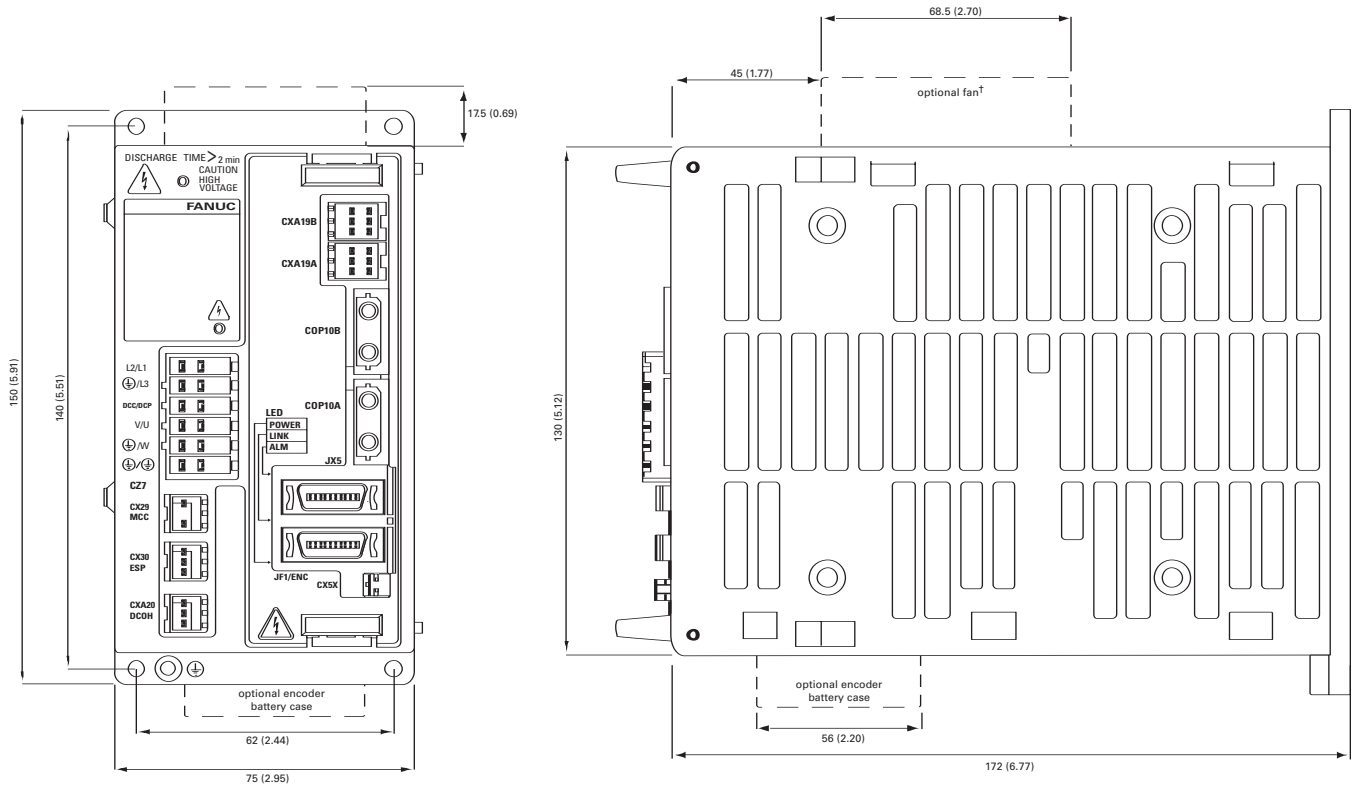 68.5 (2.70)
45 (1.77)
optional fan†
17.5 (0.69)
DISCHARGE TIME > 2 min
CAUTION
HIGH
VOLTAGE
FANUC
CXA19B
CXA19A
COP10B
COP10A
L2/L1
/L3
DCC/DCP
V/U
/W
/
CZ7
CX29
MCC
CX30
ESP
CXA20
DCOH
LED
POWER
LINK
ALM
JX5
JF1/ENC
CX5X
150 (5.91)
140 (5.51)
130 (5.12)
optional encoder
battery case
62 (2.44)
75 (2.95)
optional encoder
battery case
56 (2.20)
172 (6.77)